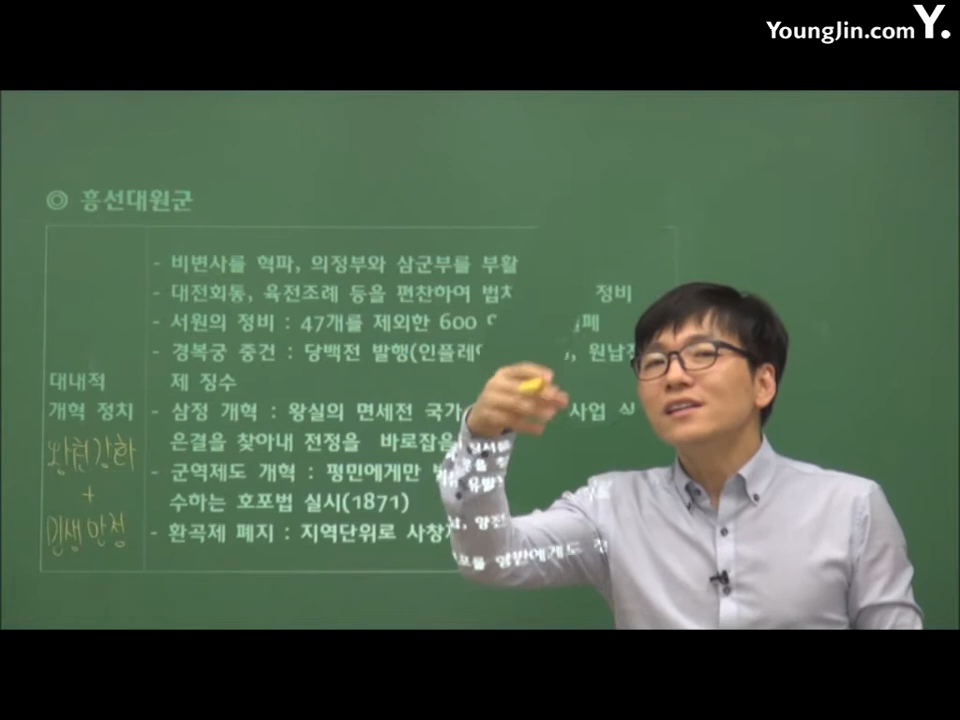 YoungJin.com Y.
◎ 흥선대원군
- 비변사를 혁파, 의정부와 삼군부를 부활
- 대전회통, 육전조례 등을 편찬하여 정비
- 서원의 정비 : 47개를 제외한 600
- 경복궁 중건 : 당백전 발행(인플레
제 징수
대내적
개혁 정치
왕권강화
+
민생안정
- 삼정 개혁 : 왕실의 면세전 국가 사업
은결을 찾아내 전정을 바로잡음
- 군역제도 개혁 : 평민에게만
수하는 호포법 실시(1871)
- 환곡제 폐지 : 지역단위로
양반에게도